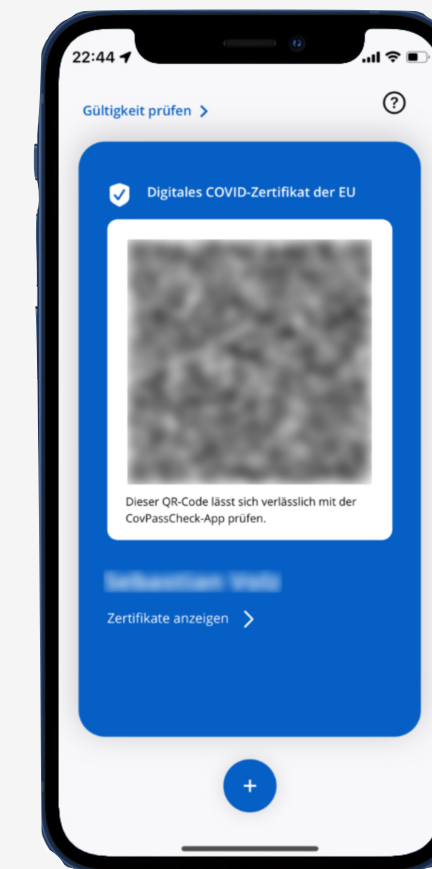 22:44
Gültigkeit prüfen
?
Digitales COVID-Zertifikat der EU
Dieser QR-Code lässt sich verlässlich mit der
CovPassCheck-App prüfen.
Zertifikate anzeigen
+